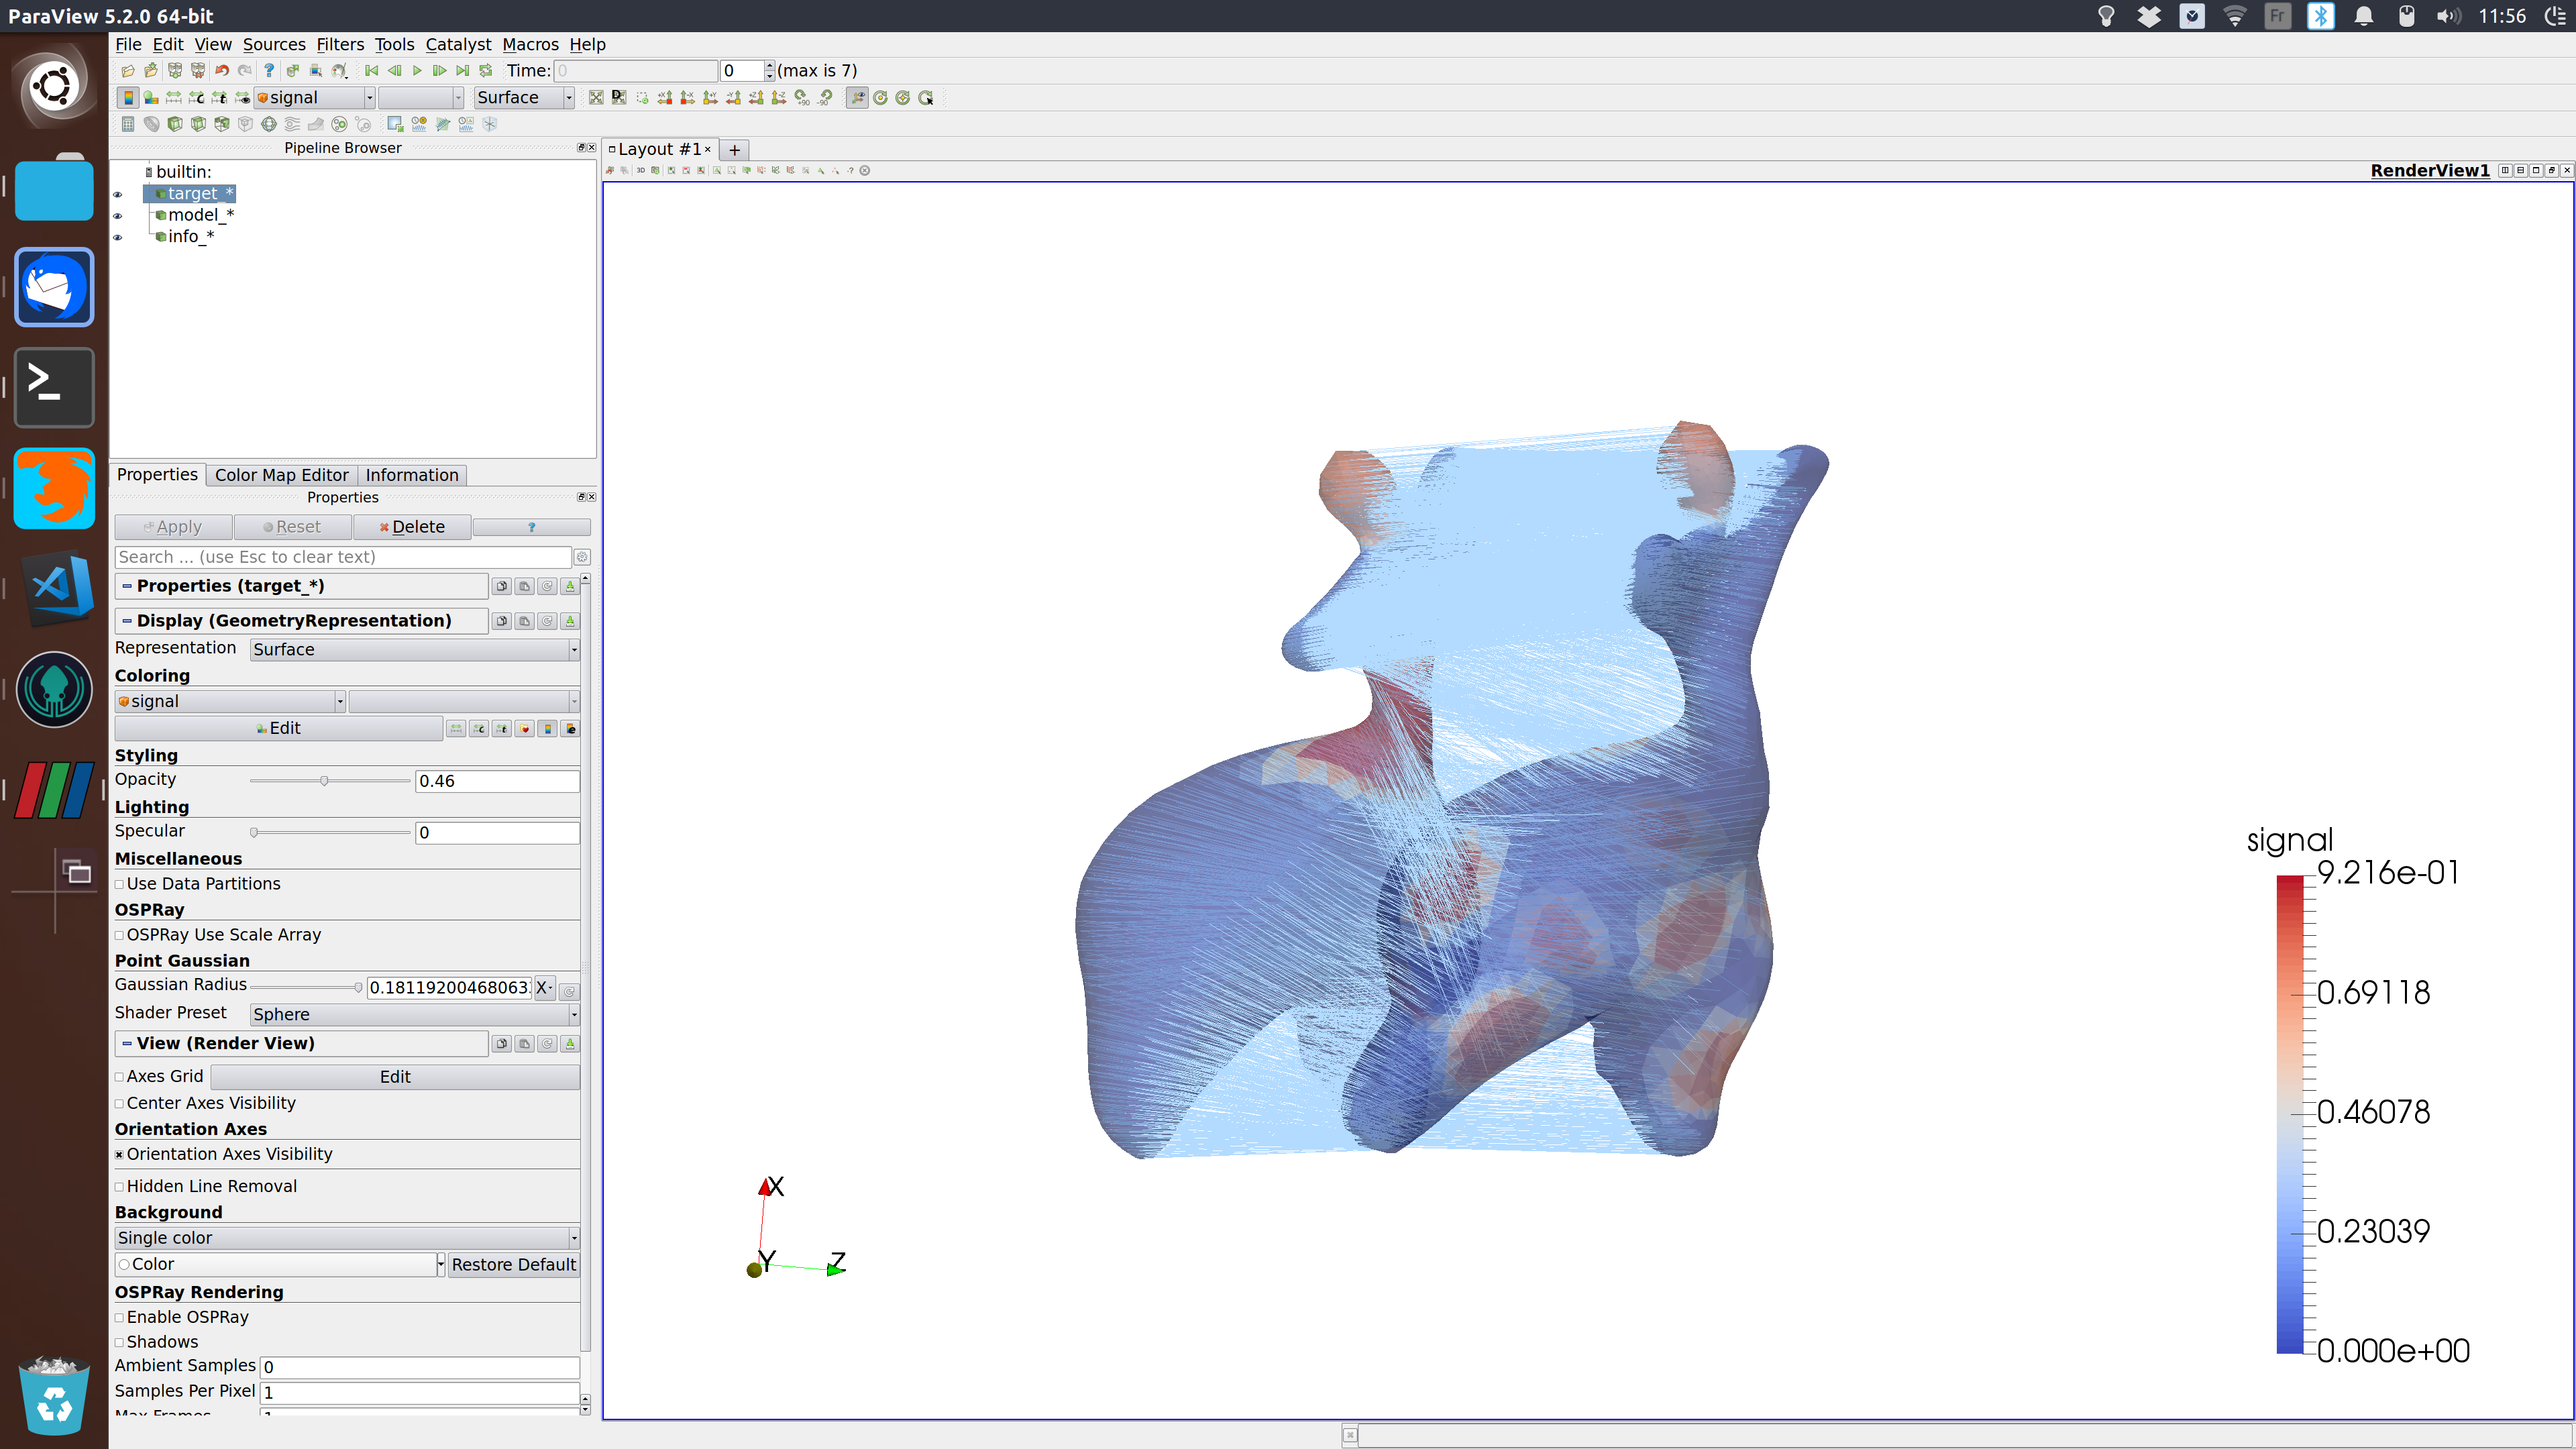 ParaView 5.2.0 64-bit
Fr
11:56
File Edit View Sources Filters Tools Catalyst Macros Help
Time: 0 0 (max is 7)
signal Surface
Pipeline Browser
builtin:
target_*
model_*
info_*
Layout #1
RenderView1
Properties Color Map Editor Information
Properties
Apply Reset Delete ?
Search ... (use Esc to clear text)
Properties (target_*)
Display (GeometryRepresentation)
Representation Surface
Coloring
signal
Edit
Styling
Opacity 0.46
Lighting
Specular 0
Miscellaneous
Use Data Partitions
OSPRay
OSPRay Use Scale Array
Point Gaussian
Gaussian Radius 0.18119200468063 X
Shader Preset Sphere
View (Render View)
Axes Grid Edit
Center Axes Visibility
Orientation Axes
Orientation Axes Visibility
Hidden Line Removal
Background
Single color
Color Restore Default
OSPRay Rendering
Enable OSPRay
Shadows
Ambient Samples 0
Samples Per Pixel 1
signal
9.216e-01
0.69118
0.46078
0.23039
0.000e+00
X
Y Z